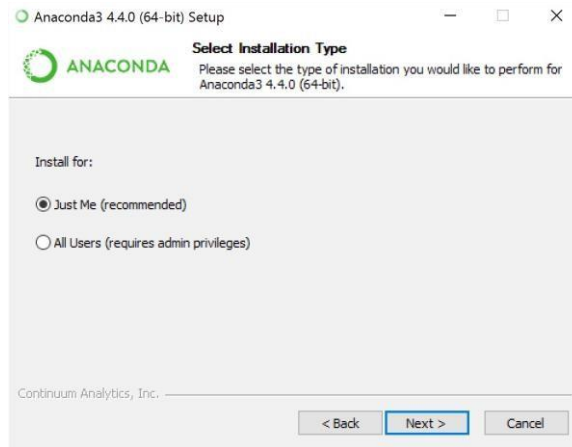 Anaconda3 4.4.0 (64-bit) Setup
ANACONDA
Select Installation Type
Please select the type of installation you would like to perform for
Anaconda3 4.4.0 (64-bit).
Install for:
Just Me (recommended)
All Users (requires admin privileges)
Continuum Analytics, Inc.
< Back
Next >
Cancel